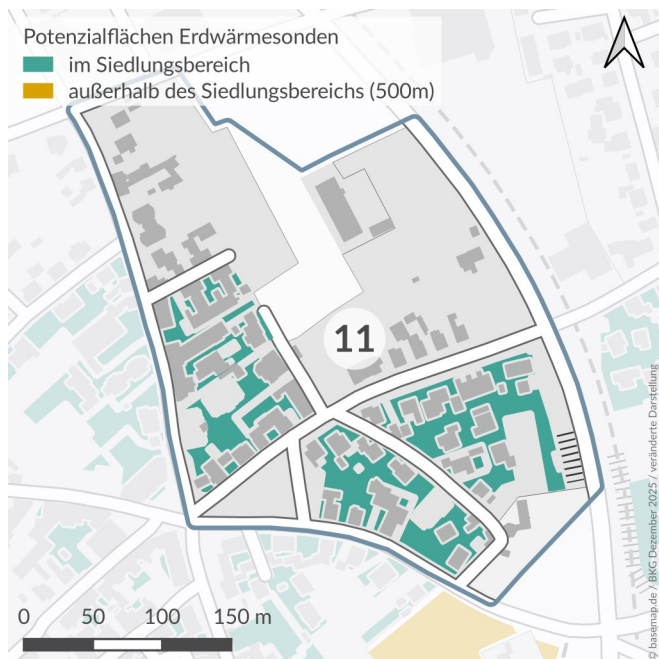 Potenzialflächen Erdwärmesonden
im Siedlungsbereich
außerhalb des Siedlungsbereichs (500m)
11
0 50 100 150 m
© basemap.de / BKG Dezember 2025 / veränderte Darstellung